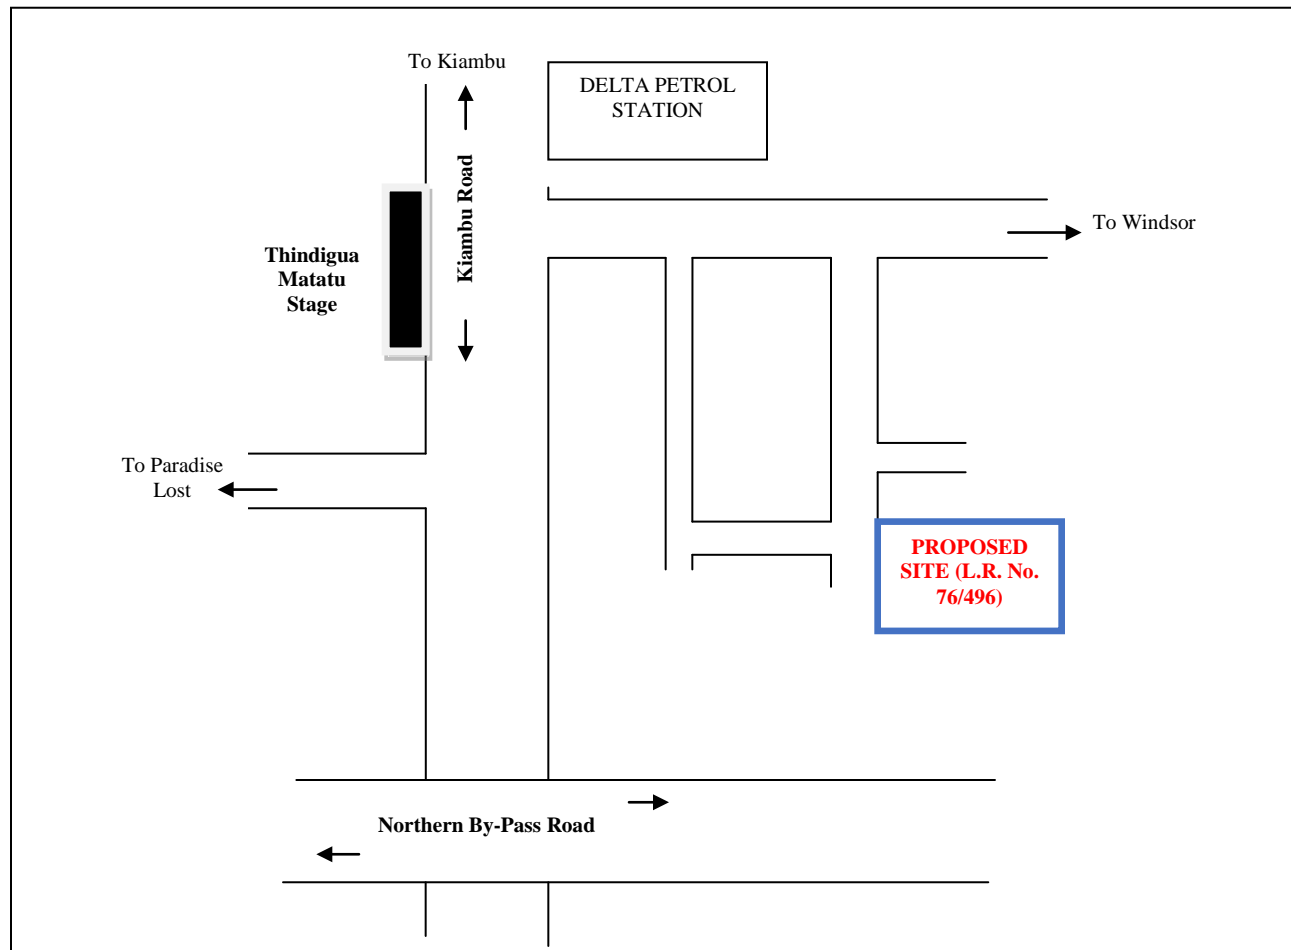 To Kiambu
DELTA PETROL
STATION
Kiambu Road
To Windsor
Thindigua
Matatu
Stage
To Paradise
Lost
PROPOSED
SITE (L.R. No.
76/496)
Northern By-Pass Road